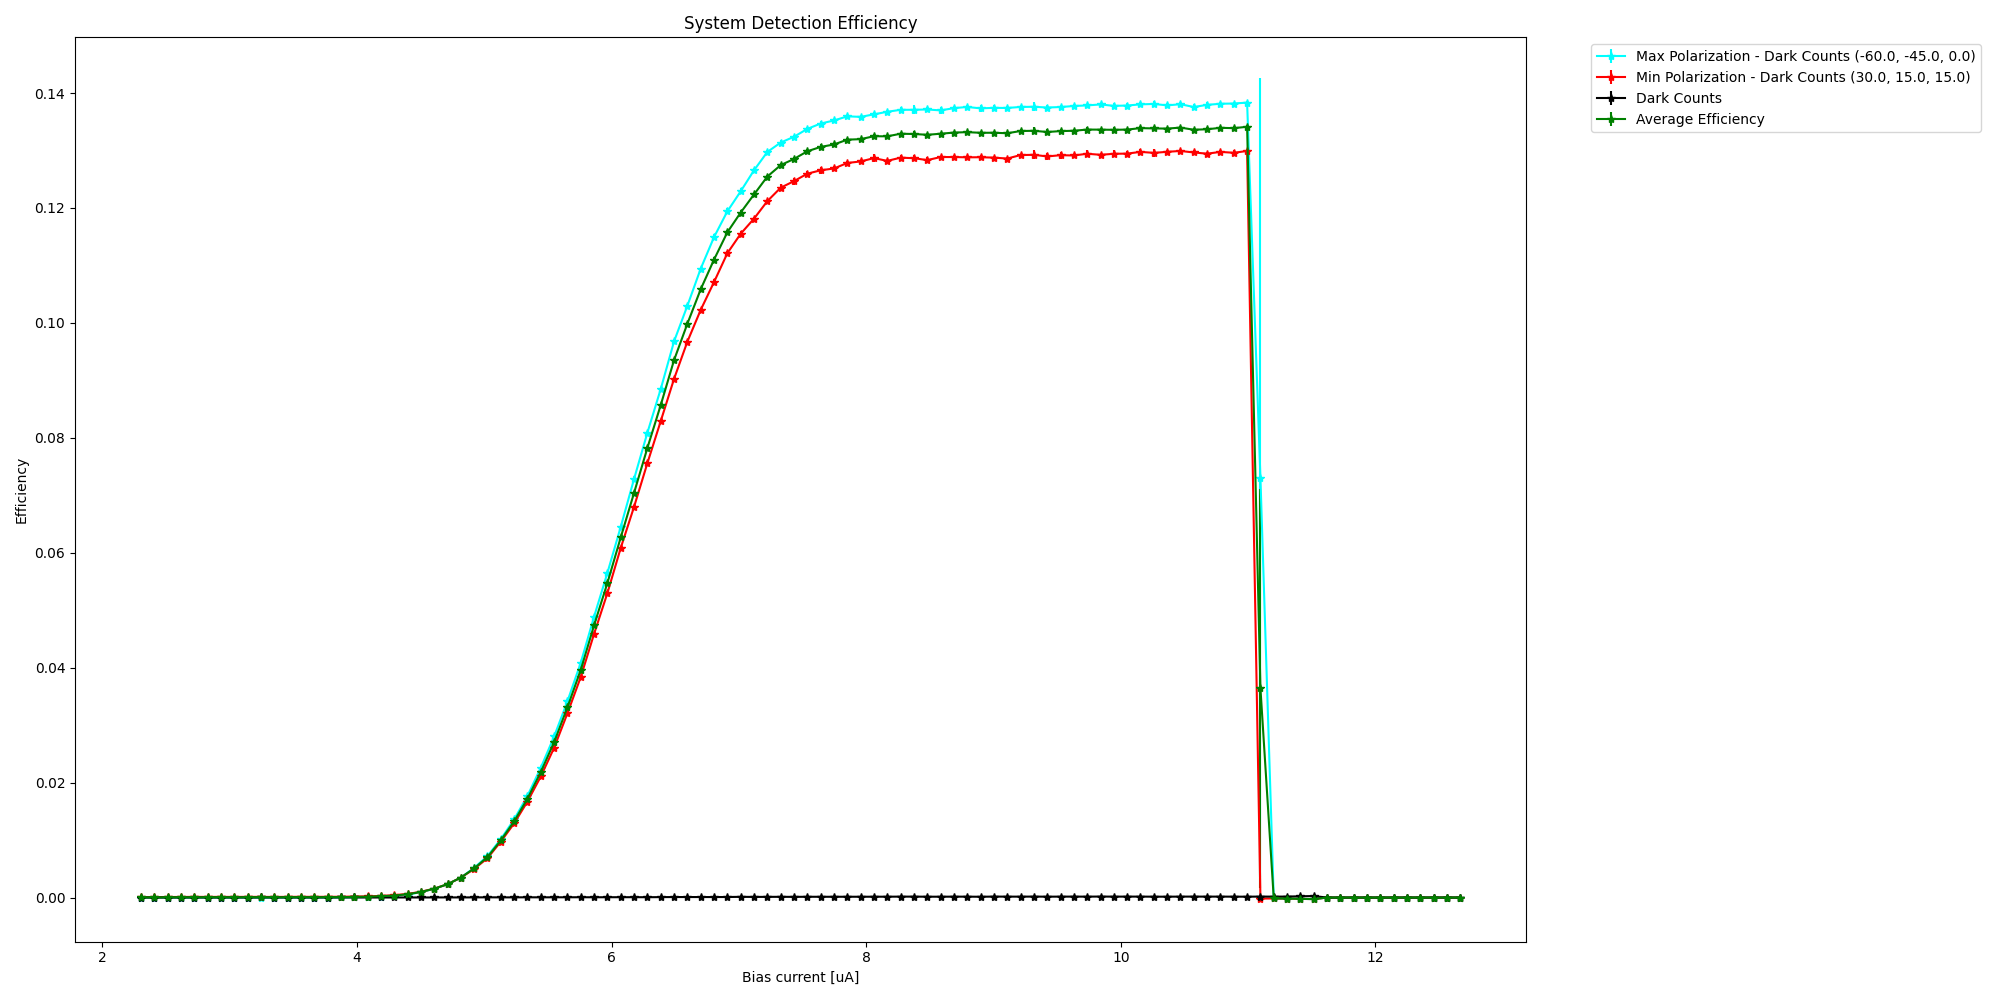 System Detection Efficiency
Max Polarization - Dark Counts (-60.0, -45.0, 0.0)
Min Polarization - Dark Counts (30.0, 15.0, 15.0)
Dark Counts
Average Efficiency
0.14
0.12
0.10
0.08
0.06
0.04
0.02
0.00
Efficiency
2 4 6 8 10 12
Bias current [uA]